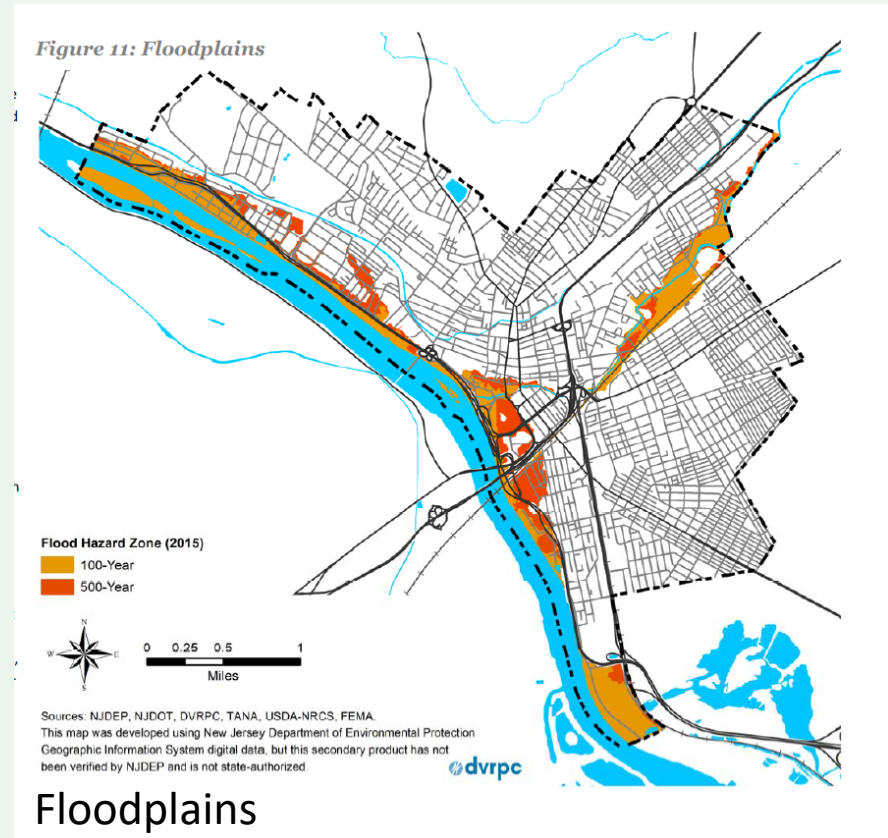 Figure 11: Floodplains
e
d
n
Flood Hazard Zone (2015)
100-Year
500-Year
N
W
E
S
0 0.25 0.5 1
Miles
Sources: NJDEP, NJDOT, DVRPC, TANA, USDA-NRCS, FEMA.
This map was developed using New Jersey Department of Environmental Protection
Geographic Information System digital data, but this secondary product has not
been verified by NJDEP and is not state-authorized.
dvrpc
Floodplains